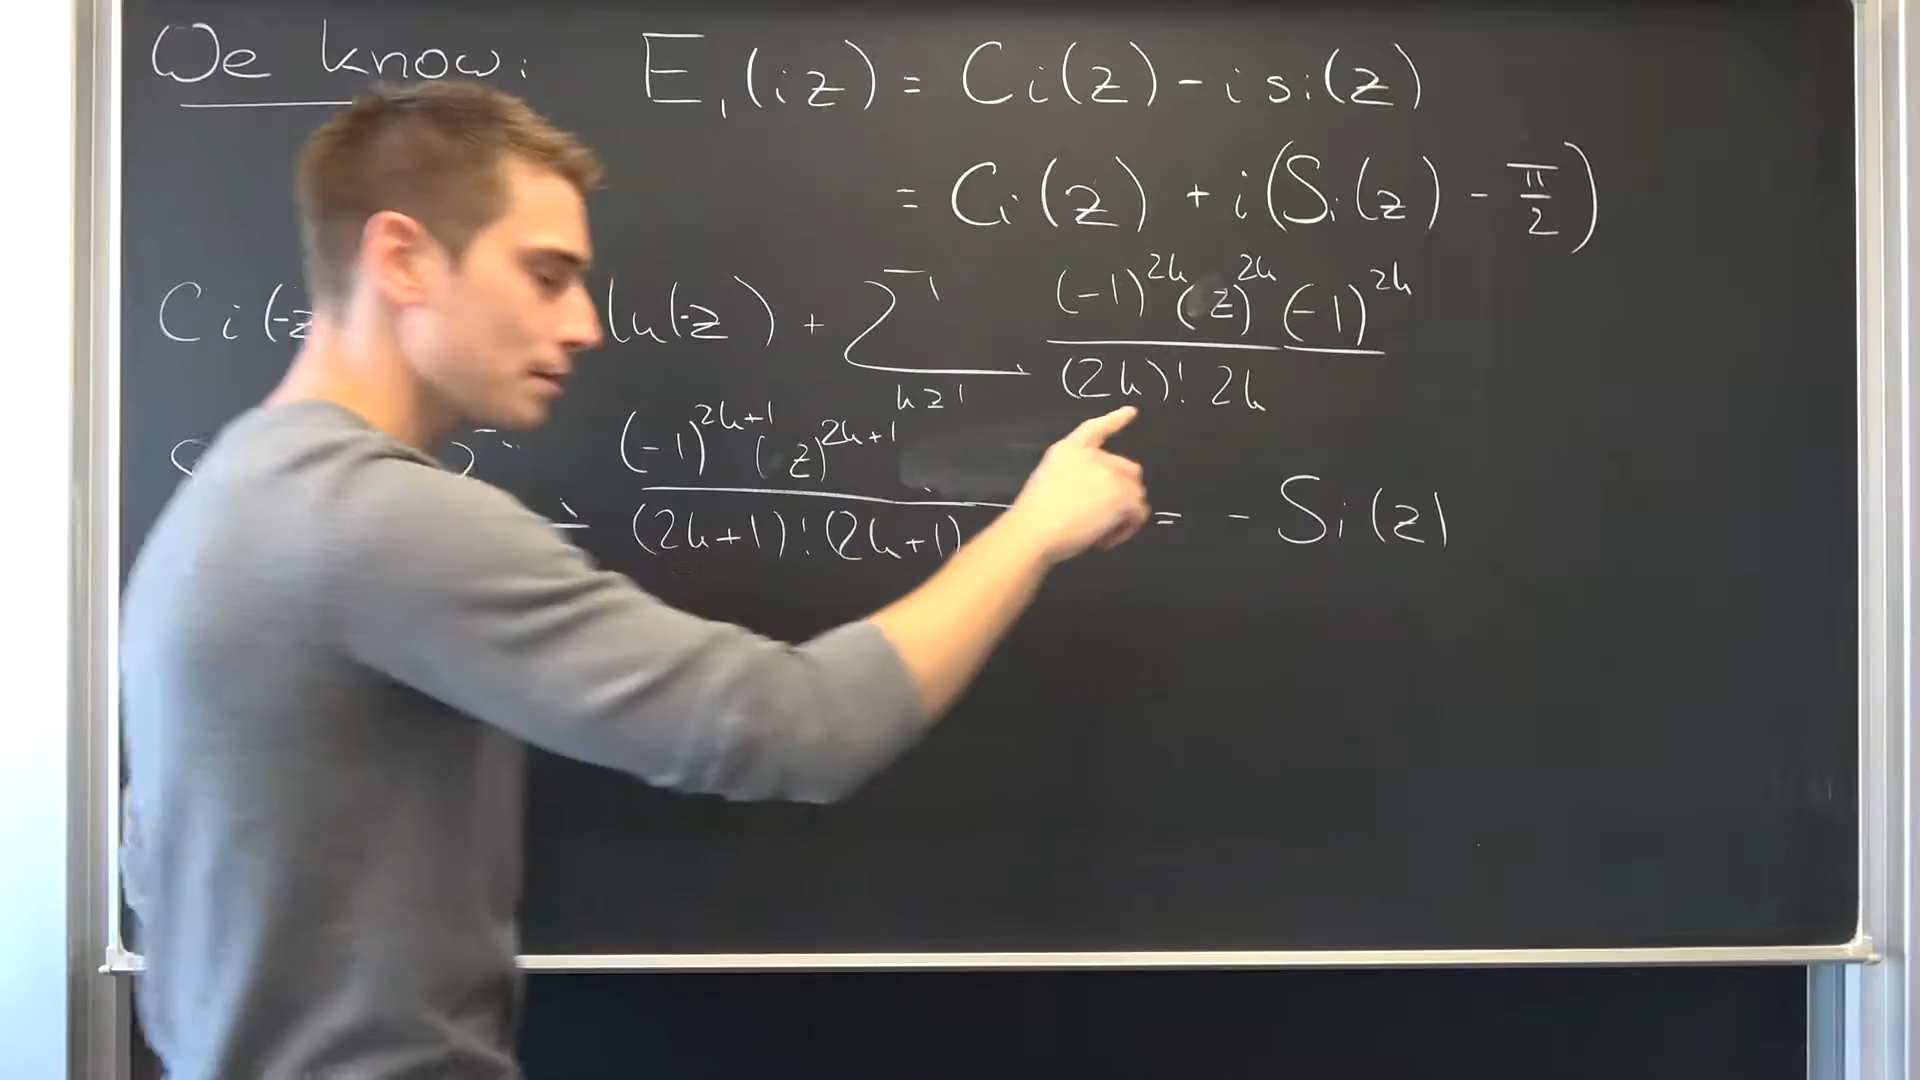 We know: E₁(iz) = Ci(z) - i si(z)
= Ci(z) + i(Si(z) - π/2)
Ci(-z ln(-z) + ∑_{k≥1} (-1)^{2k} (z)^{2k} (-1)^{2k} / (2k)! 2k
(-1)^{2k+1} (z)^{2k+1} / (2k+1)! (2k+1) = - Si(z)